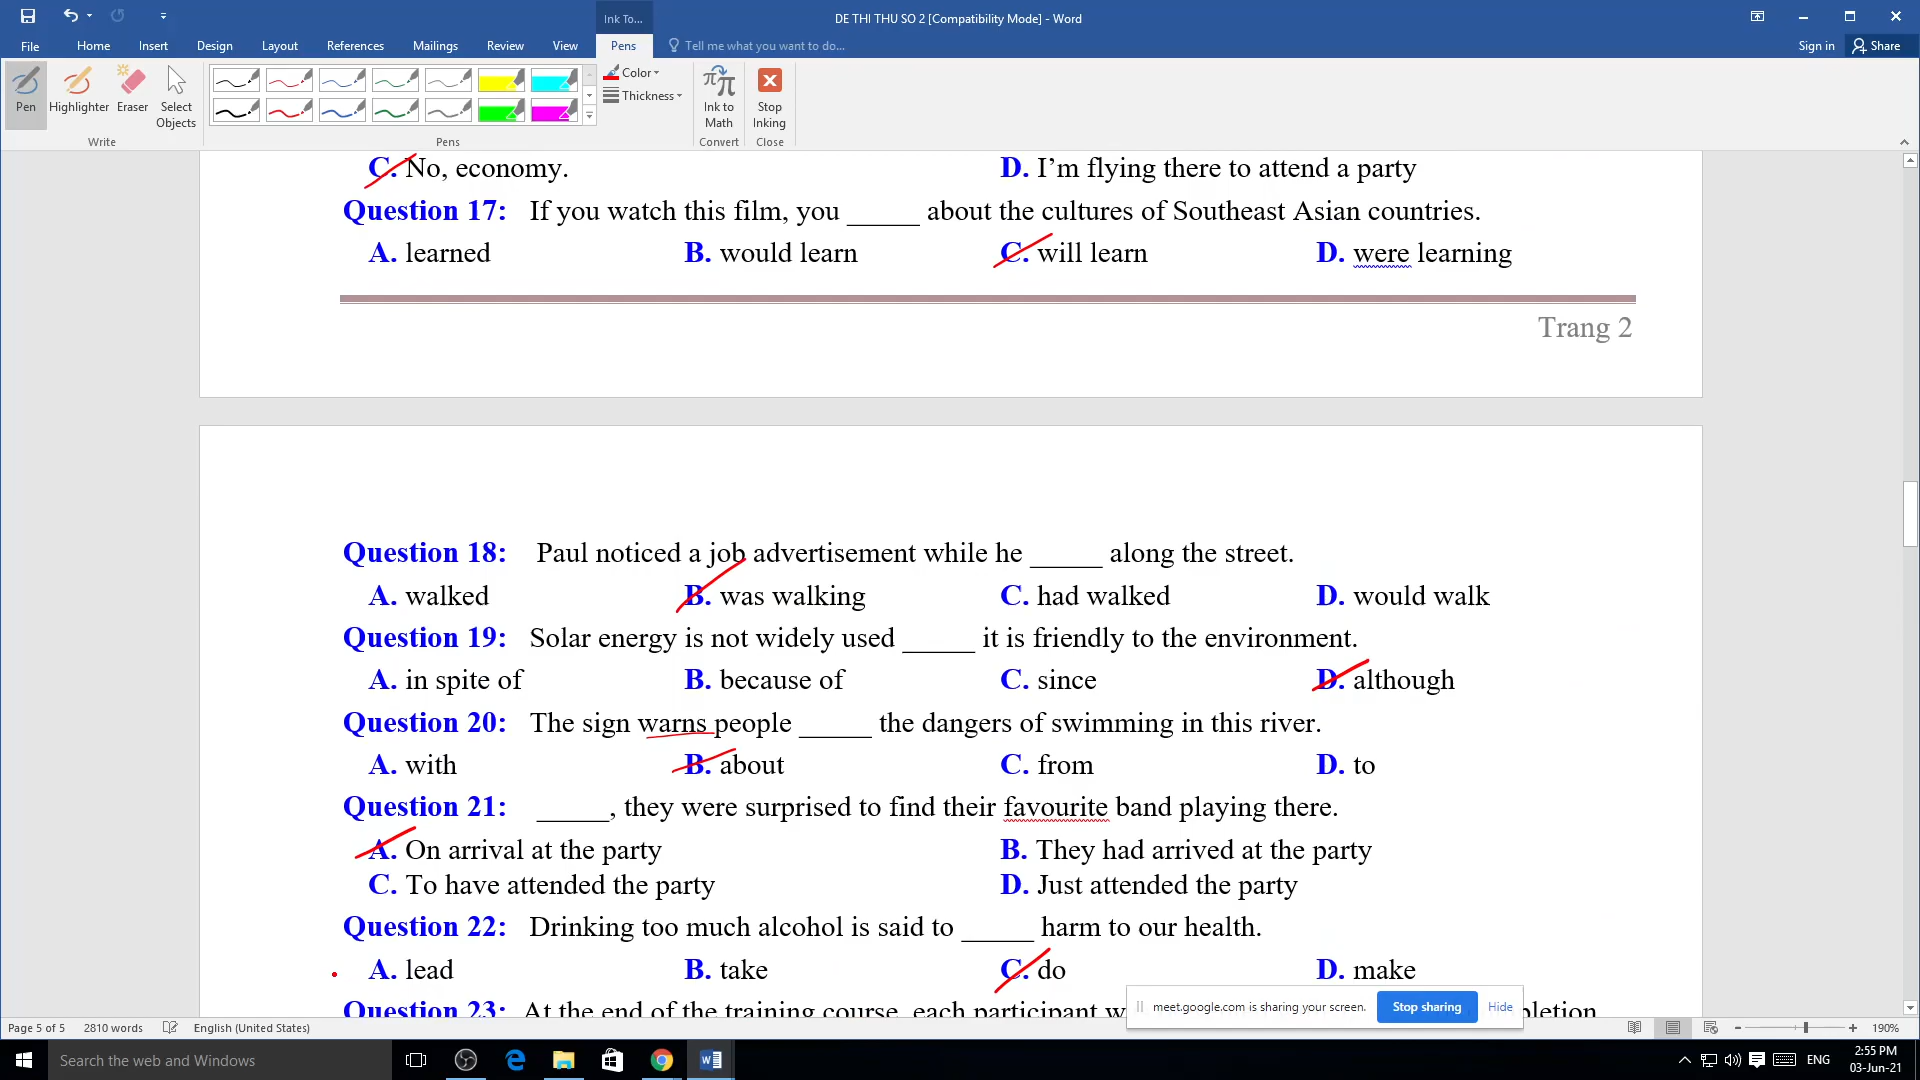 Ink To...
DE THI THU SO 2 [Compatibility Mode] - Word
File Home Insert Design Layout References Mailings Review View Pens Tell me what you want to do... Sign in Share
Pen Highlighter Eraser Select Objects
Color
Thickness
Ink to Math
Stop Inking
Write Pens Convert Close
C. No, economy. D. I’m flying there to attend a party
Question 17: If you watch this film, you _____ about the cultures of Southeast Asian countries.
A. learned B. would learn C. will learn D. were learning
Trang 2
Question 18: Paul noticed a job advertisement while he _____ along the street.
A. walked B. was walking C. had walked D. would walk
Question 19: Solar energy is not widely used _____ it is friendly to the environment.
A. in spite of B. because of C. since D. although
Question 20: The sign warns people _____ the dangers of swimming in this river.
A. with B. about C. from D. to
Question 21: _____, they were surprised to find their favourite band playing there.
A. On arrival at the party B. They had arrived at the party
C. To have attended the party D. Just attended the party
Question 22: Drinking too much alcohol is said to _____ harm to our health.
A. lead B. take C. do D. make
Question 23: At the end of the training course, each participant
meet.google.com is sharing your screen. Stop sharing Hide
Page 5 of 5 2810 words English (United States) 190%
Search the web and Windows ENG 2:55 PM
03-Jun-21